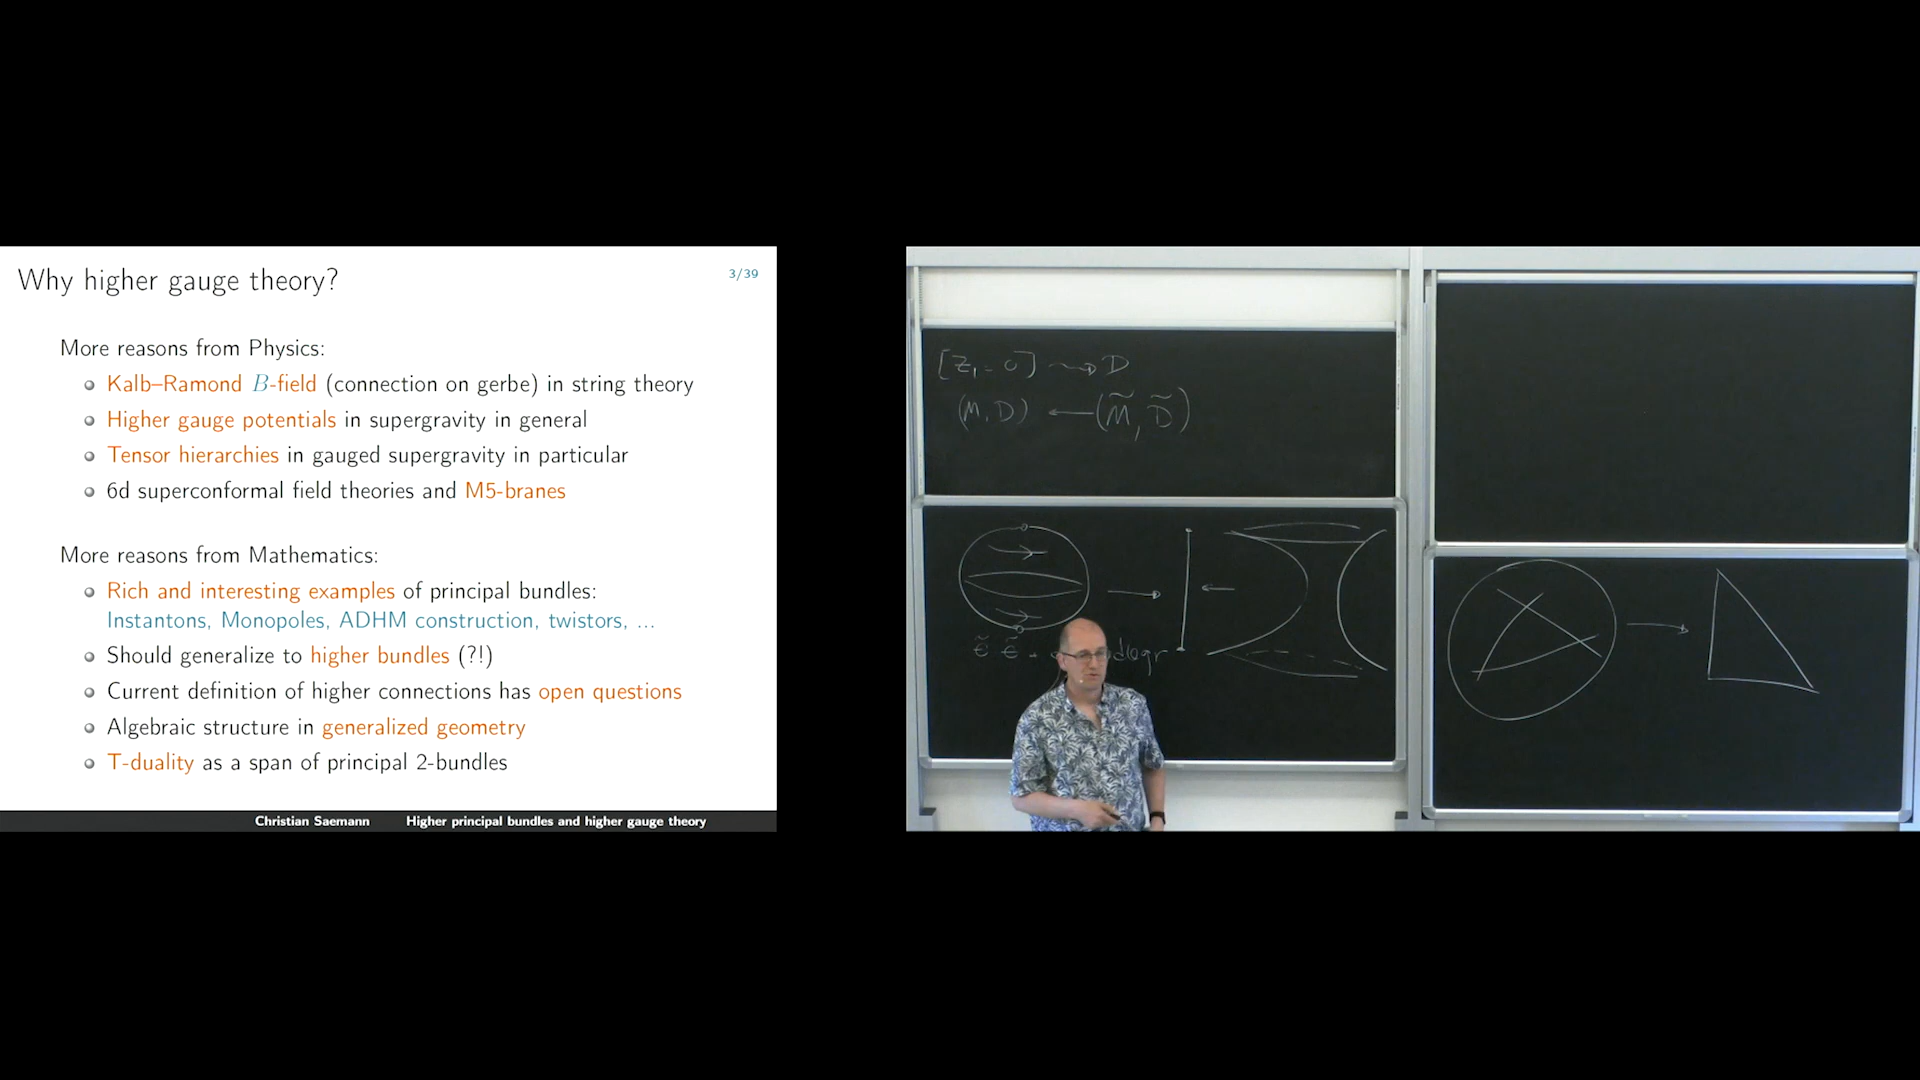 Why higher gauge theory?
3/39
More reasons from Physics:
Kalb–Ramond B-field (connection on gerbe) in string theory
Higher gauge potentials in supergravity in general
Tensor hierarchies in gauged supergravity in particular
6d superconformal field theories and M5-branes
More reasons from Mathematics:
Rich and interesting examples of principal bundles:
Instantons, Monopoles, ADHM construction, twistors, ...
Should generalize to higher bundles (?!)
Current definition of higher connections has open questions
Algebraic structure in generalized geometry
T-duality as a span of principal 2-bundles
Christian Saemann Higher principal bundles and higher gauge theory
[Z₁ = 0] ⇝ D
(M, D) ← (M̃, D̃)